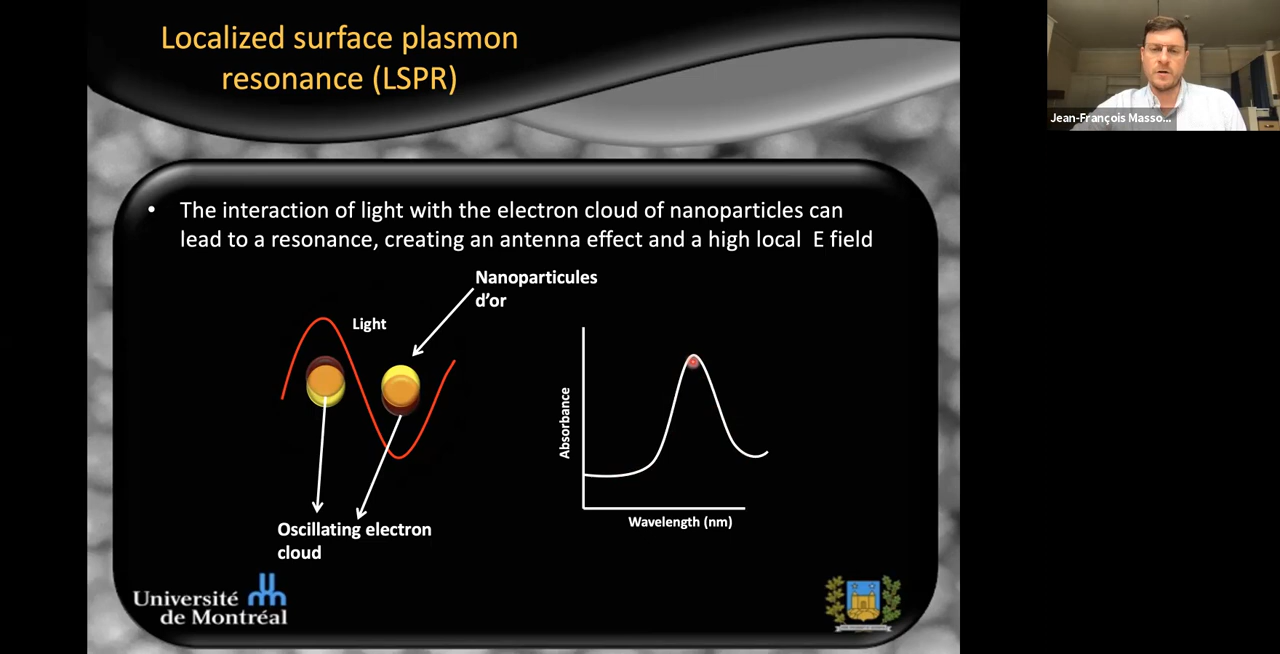 Localized surface plasmon
resonance (LSPR)
Jean-François Masso...
• The interaction of light with the electron cloud of nanoparticles can
lead to a resonance, creating an antenna effect and a high local E field
Nanoparticules
d'or
Light
Absorbance
Wavelength (nm)
Oscillating electron
cloud
Université
de Montréal